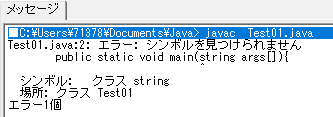 メッセージ
C:¥Users¥71378¥Documents¥Java> javac  Test01.java
Test01.java:2: エラー: シンボルを見つけられません
        public static void main(string args[]){
                                ^
  シンボル:   クラス string
  場所: クラス Test01
エラー1個